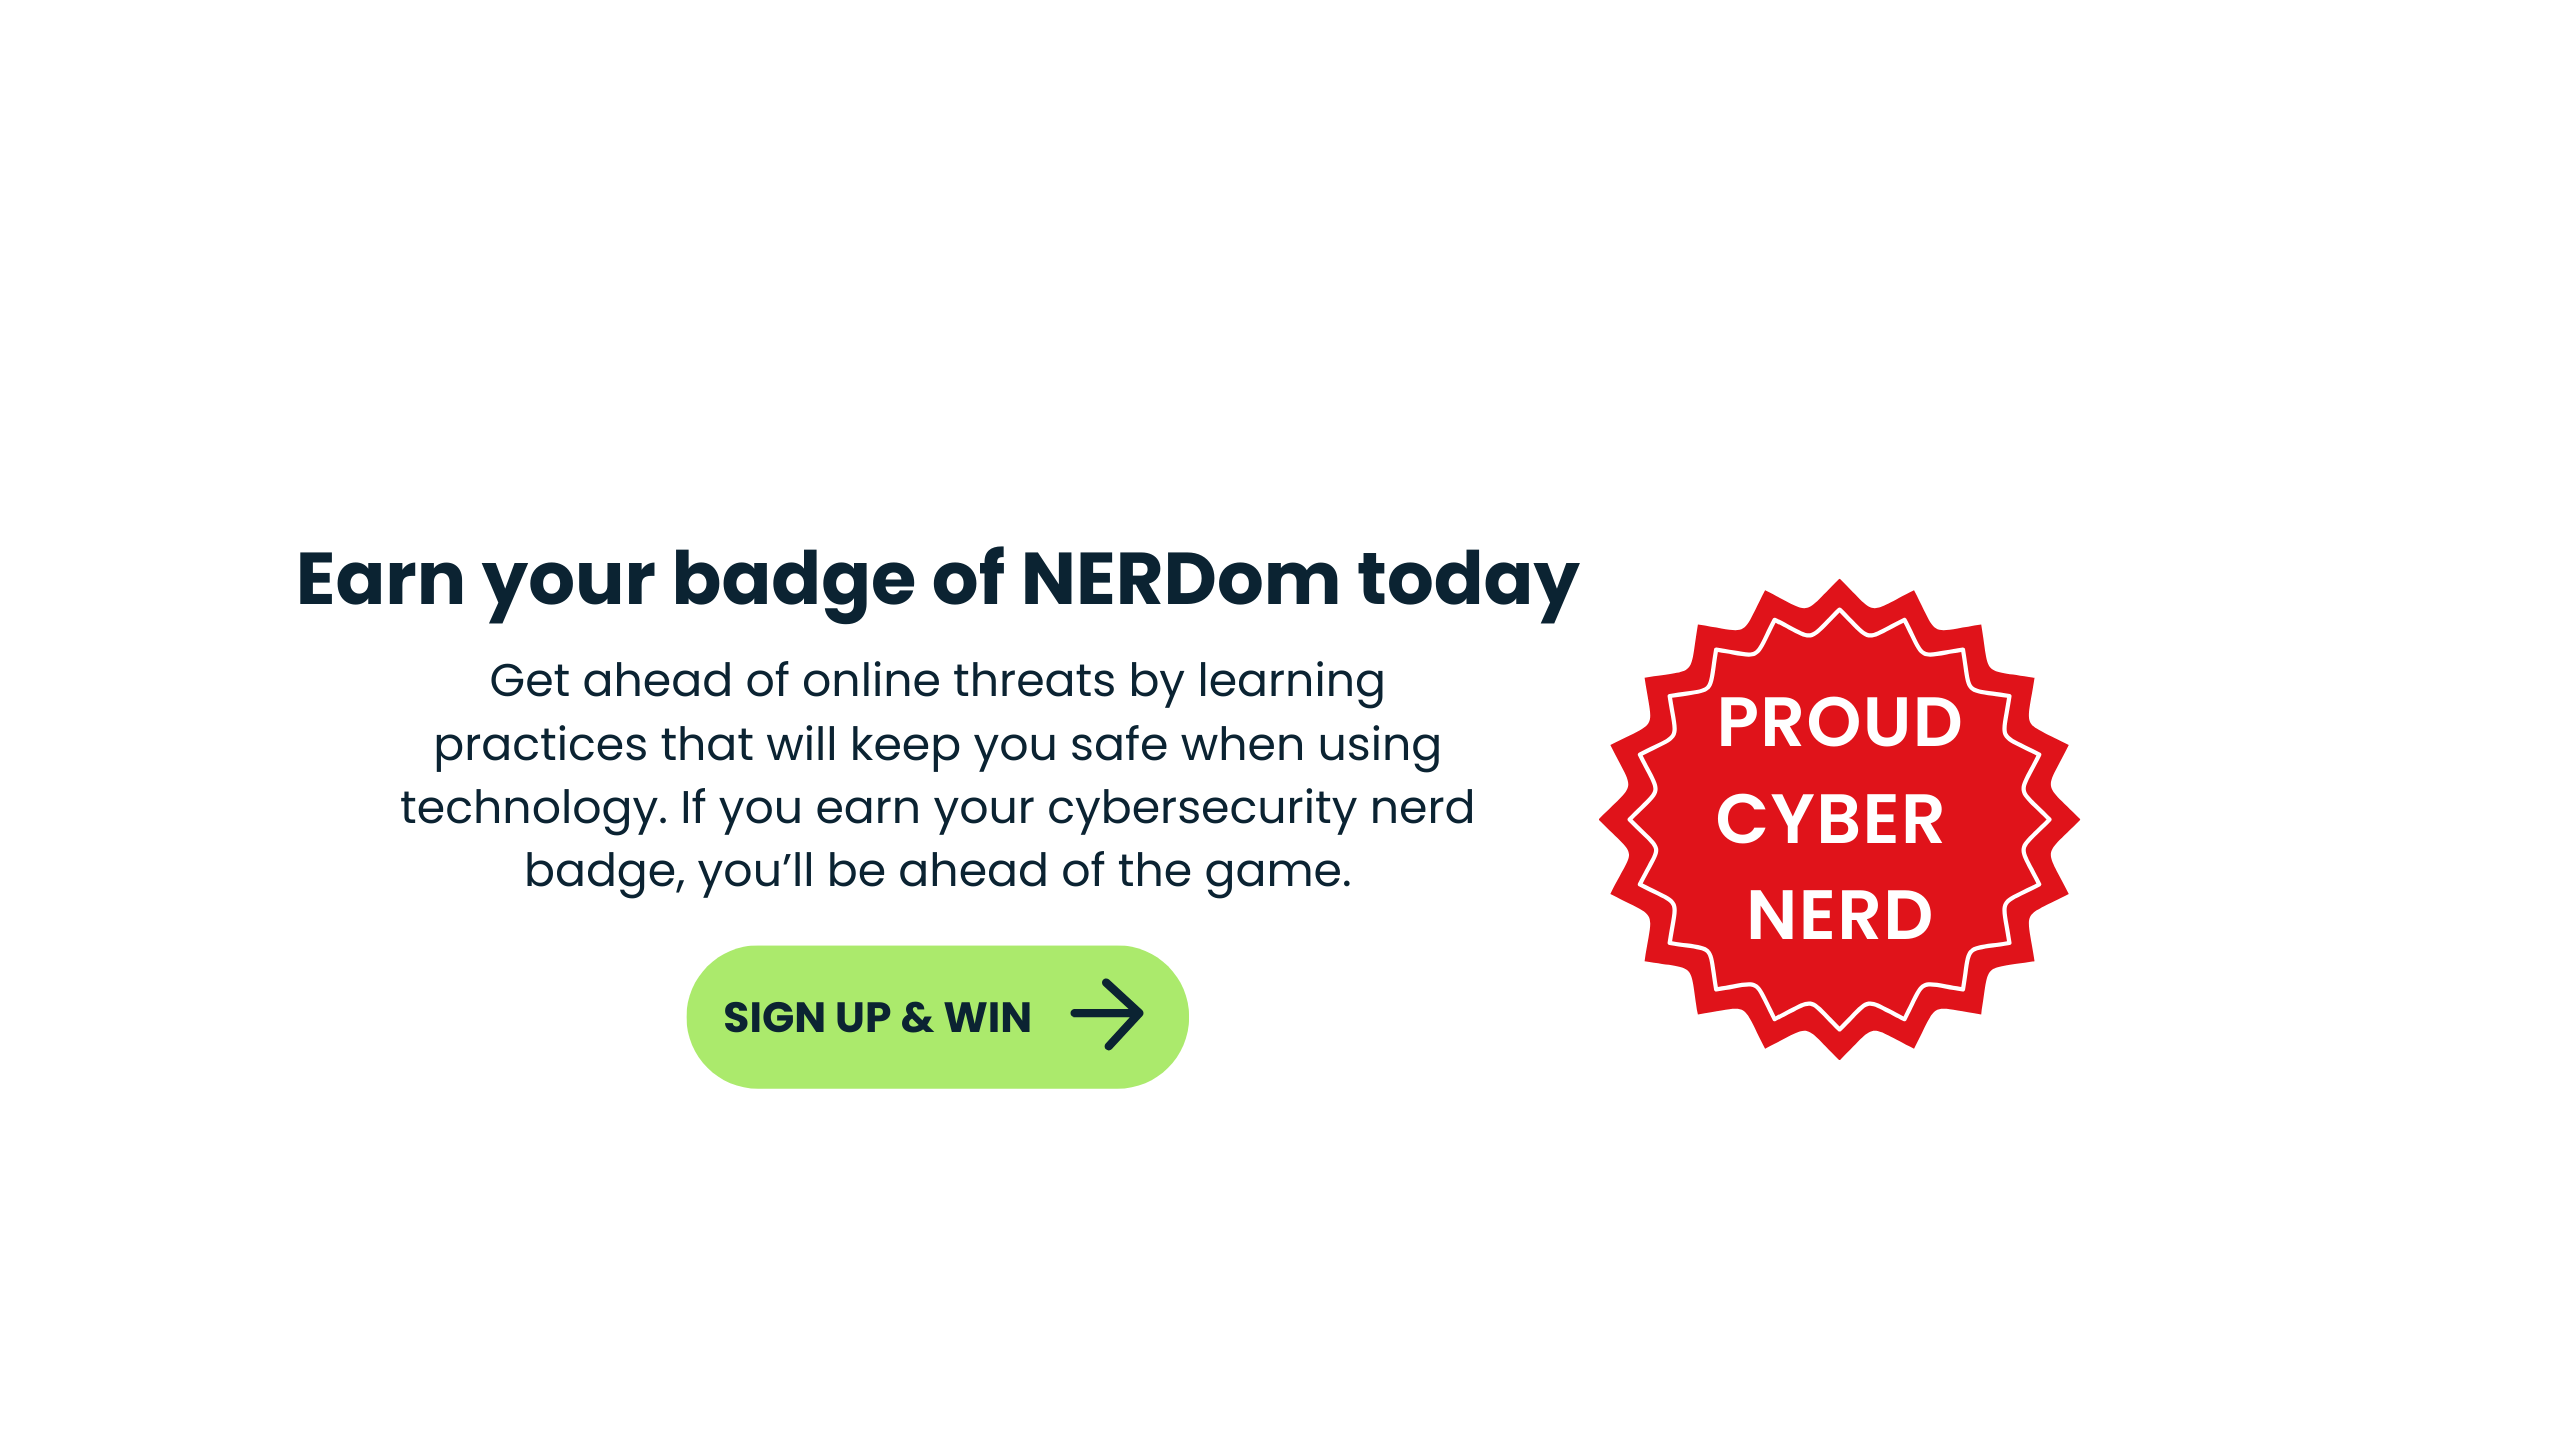 Earn your badge of NERDom today
Get ahead of online threats by learning
practices that will keep you safe when using
technology. If you earn your cybersecurity nerd
badge, you’ll be ahead of the game.
SIGN UP & WIN
PROUD
CYBER
NERD